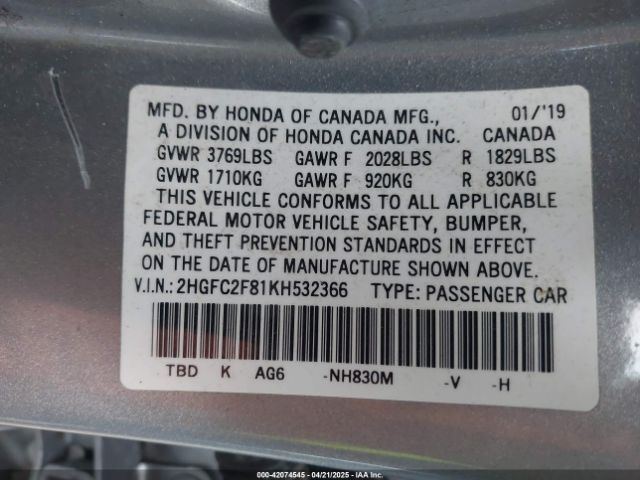 MFD. BY HONDA OF CANADA MFG., 01/'19
A DIVISION OF HONDA CANADA INC. CANADA
GVWR 3769LBS GAWR F 2028LBS R 1829LBS
GVWR 1710KG GAWR F 920KG R 830KG
THIS VEHICLE CONFORMS TO ALL APPLICABLE
FEDERAL MOTOR VEHICLE SAFETY, BUMPER,
AND THEFT PREVENTION STANDARDS IN EFFECT
ON THE DATE OF MANUFACTURE SHOWN ABOVE.
V.I.N.: 2HGFC2F81KH532366 TYPE: PASSENGER CAR
TBD K AG6 -NH830M -V -H
000-42074545 - 04/21/2025 - IAAI.COM